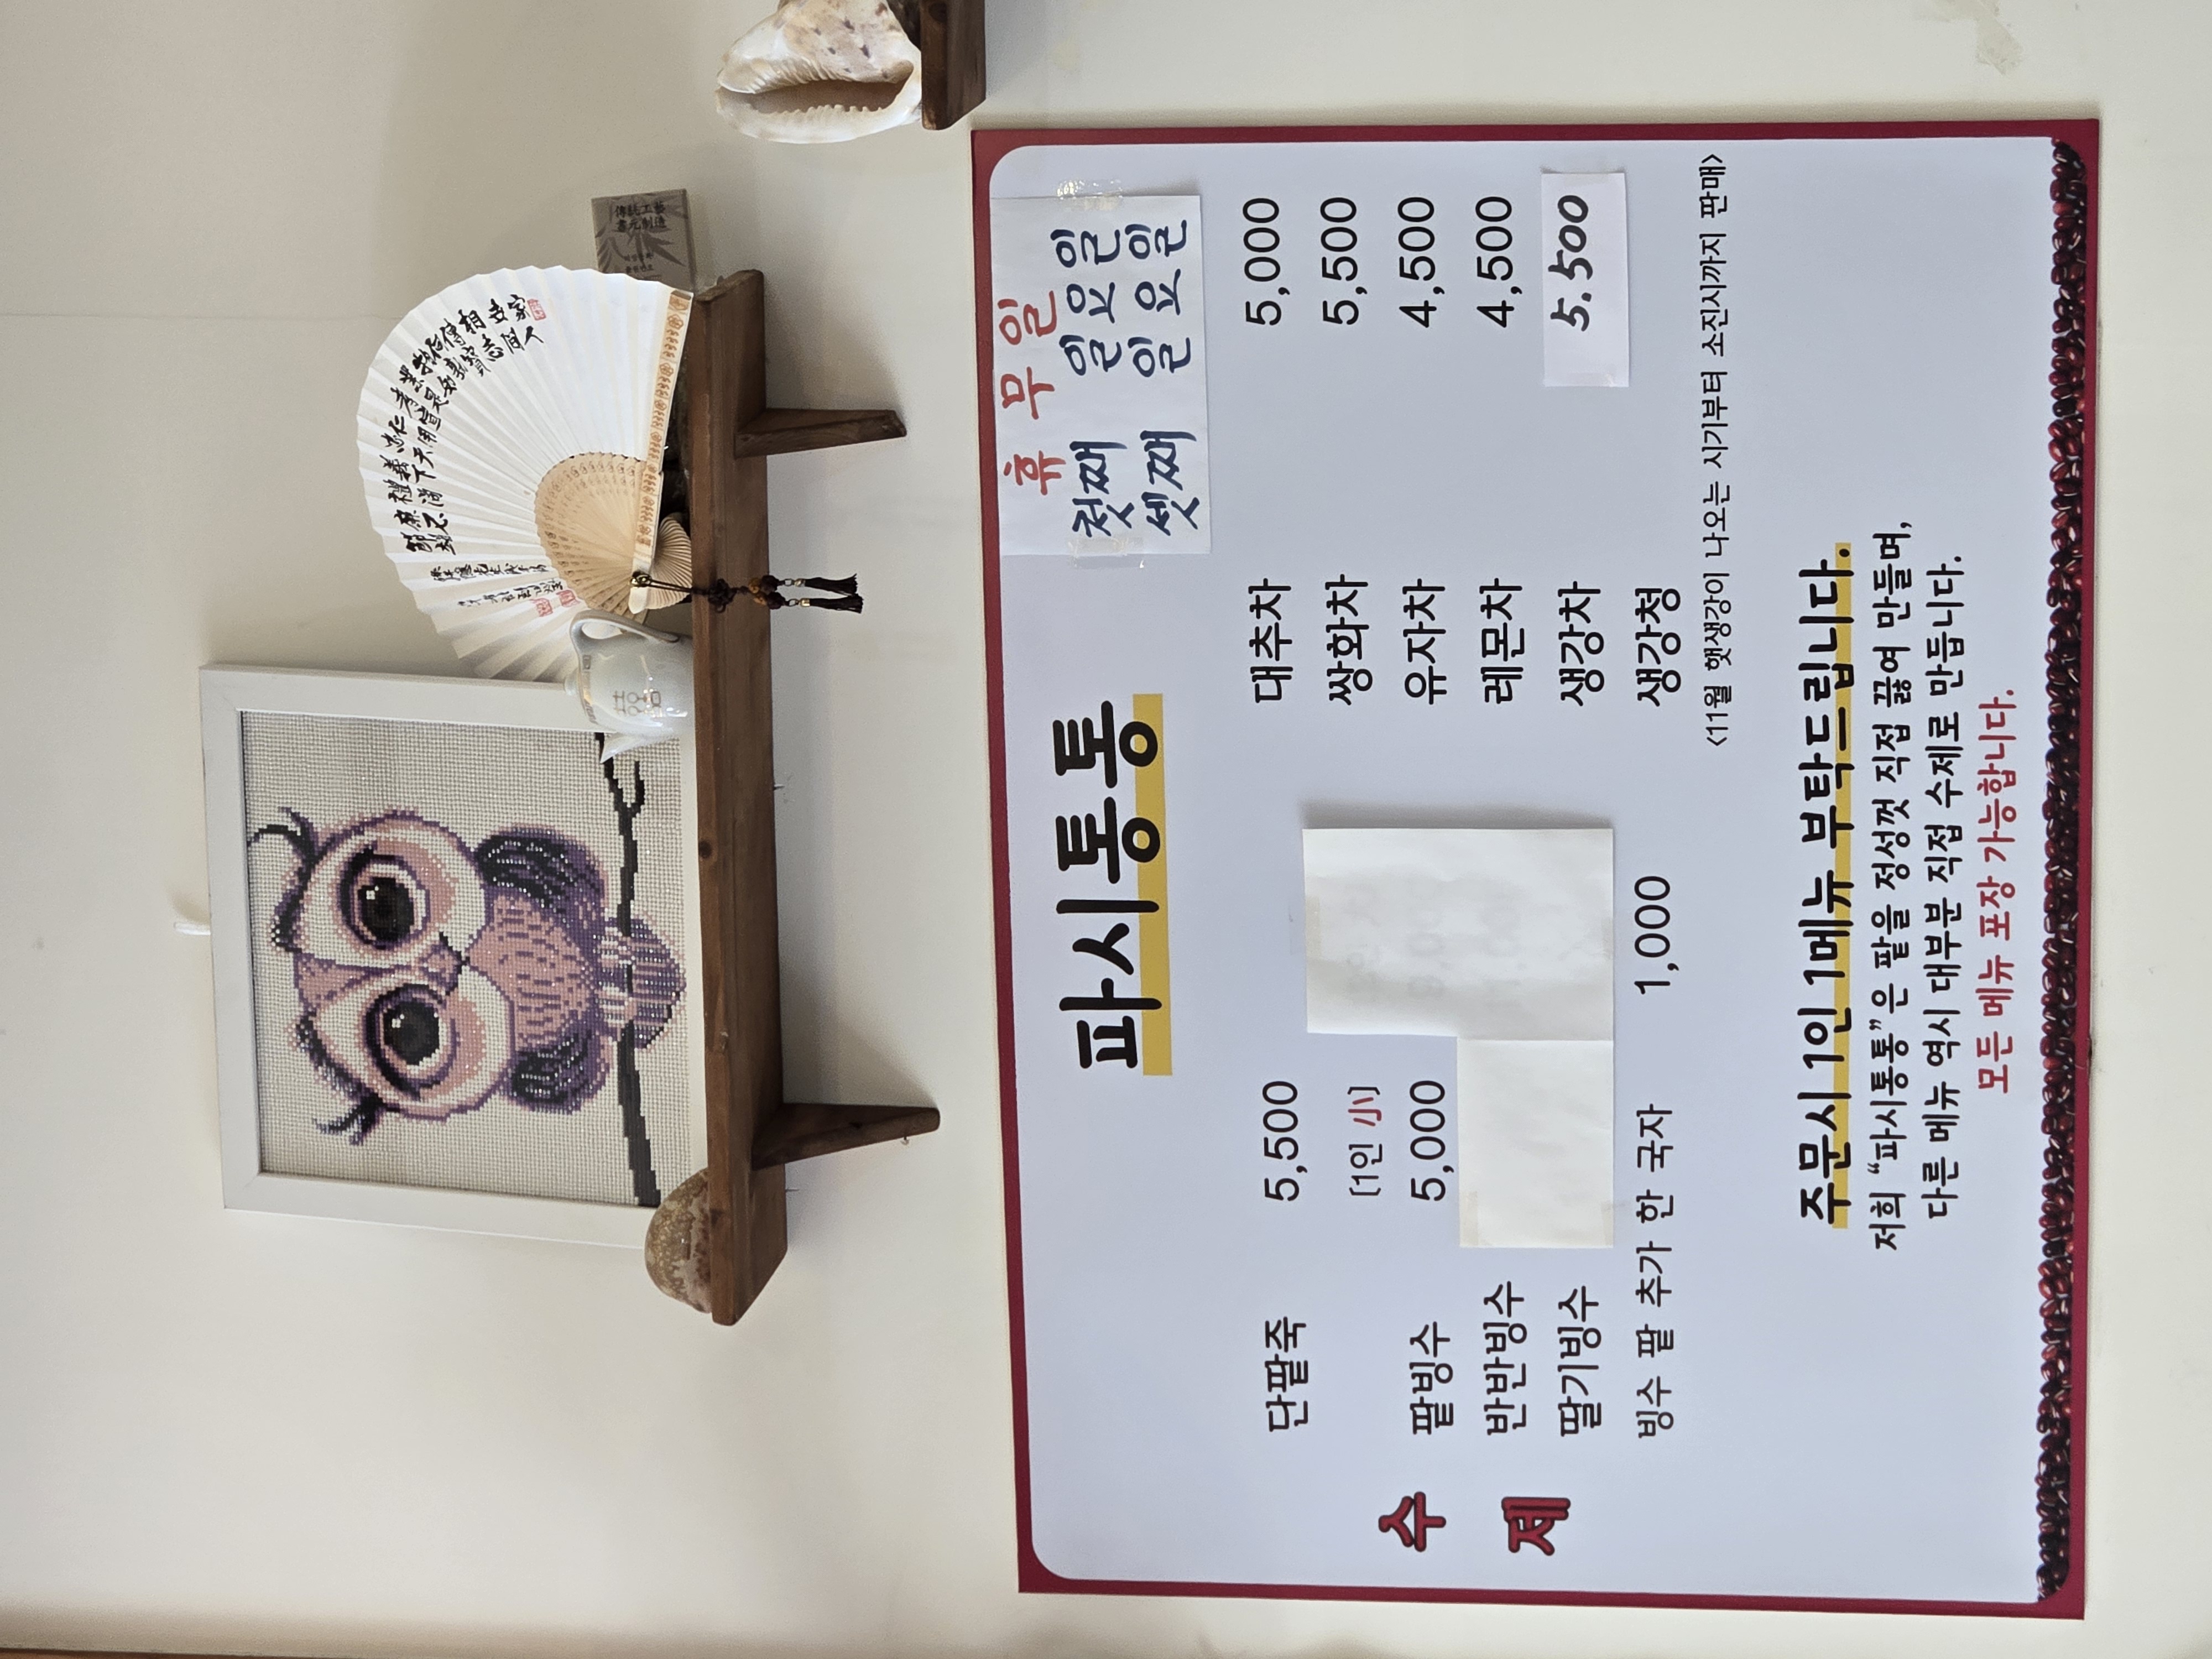 파시통통
휴 무 일
첫째 일요일
셋째 일요일
수제
단팥죽 5,500
[1인 小]
팥빙수 5,000
반반빙수
딸기빙수
빙수 팥 추가 한 국자 1,000
대추차 5,000
쌍화차 5,500
유자차 4,500
레몬차 4,500
생강차 5.500
생강청
<11월 햇생강이 나오는 시기부터 소진시까지 판매>
주문시 1인 1메뉴 부탁드립니다.
저희 “파시통통”은 팥을 정성껏 직접 끓여 만들며,
다른 메뉴 역시 대부분 직접 수제로 만듭니다.
모든 메뉴 포장 가능합니다.